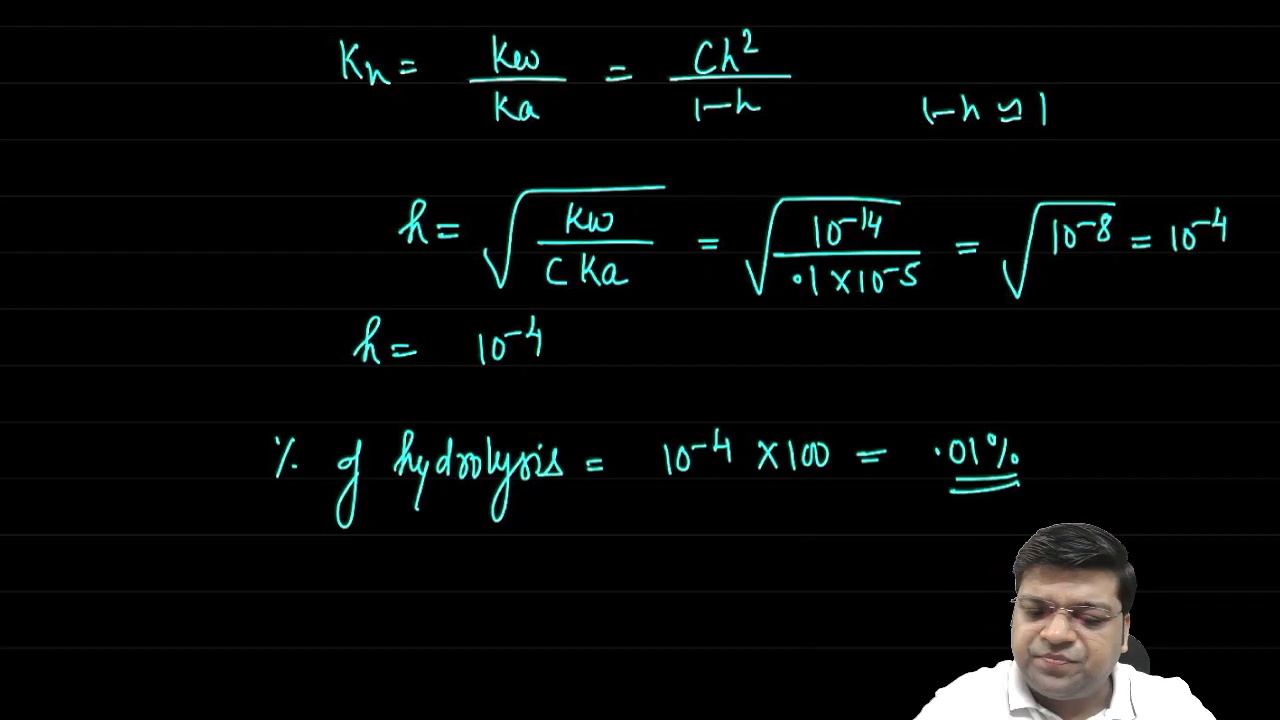 Kh = Kw/Ka = Ch²/1-h 1-h ≃ 1
h = √(Kw/C Ka) = √(10⁻¹⁴/.1×10⁻⁵) = √10⁻⁸ = 10⁻⁴
h = 10⁻⁴
% of hydrolysis = 10⁻⁴ × 100 = .01%